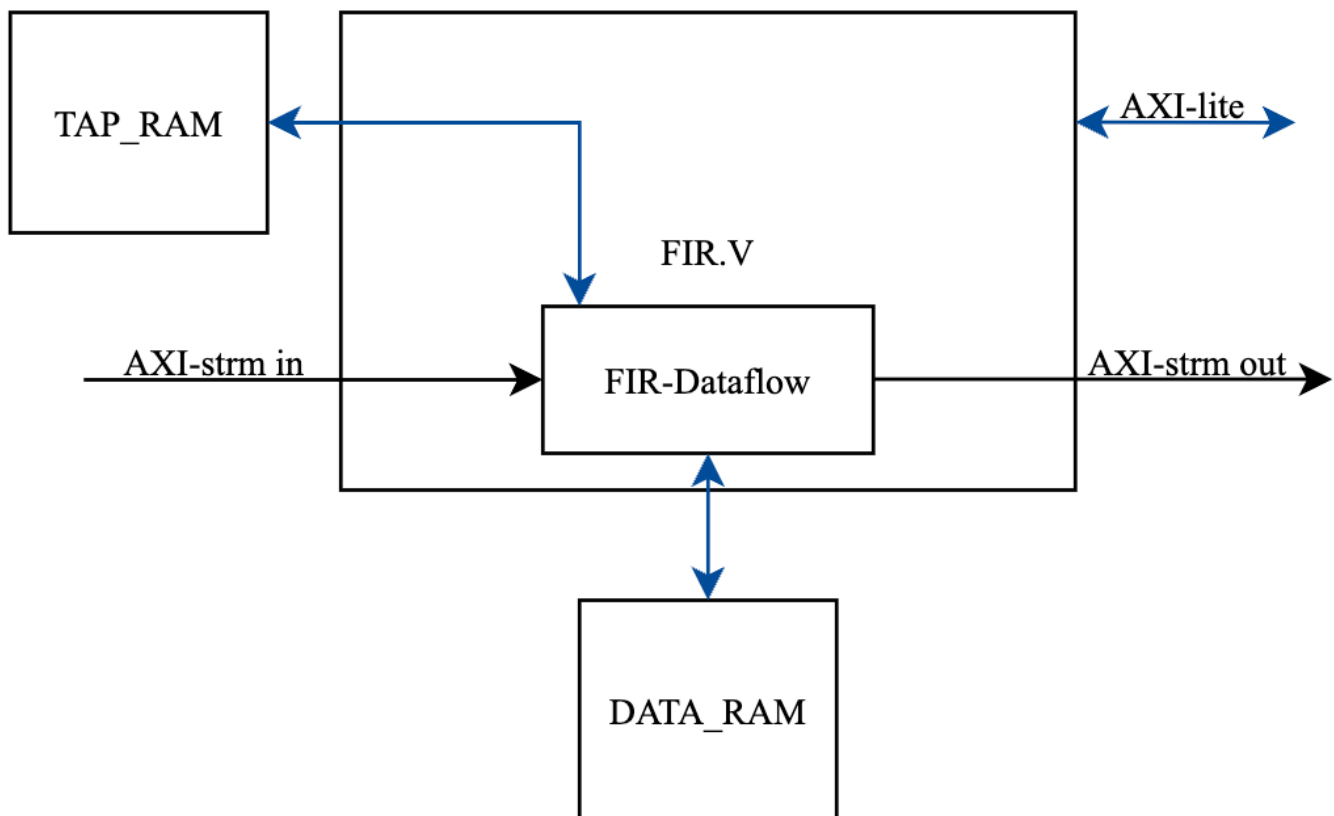 TAP_RAM
AXI-lite
FIR.V
AXI-strm in
FIR-Dataflow
AXI-strm out
DATA_RAM